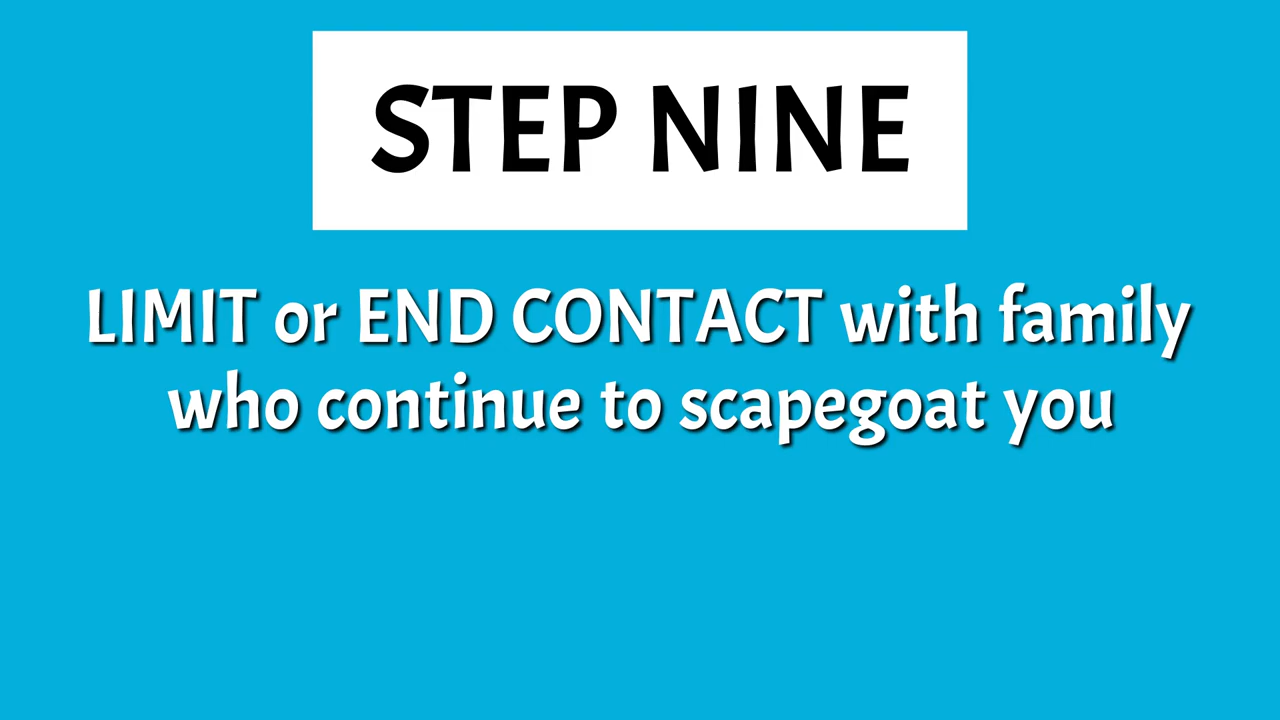 STEP NINE
LIMIT or END CONTACT with family
who continue to scapegoat you